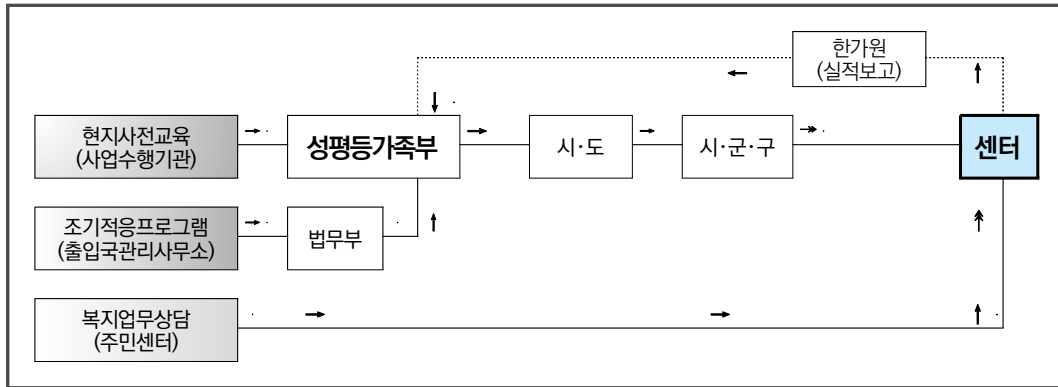 한가원
(실적보고)
현지사전교육
(사업수행기관)
성평등가족부
시·도
시·군·구
센터
조기적응프로그램
(출입국관리사무소)
법무부
복지업무상담
(주민센터)